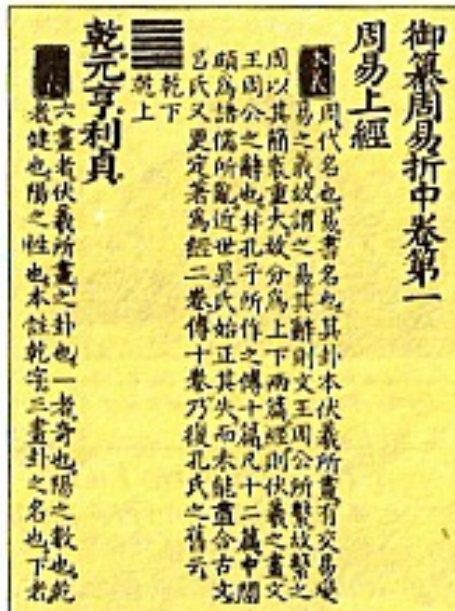 御纂周易折中卷第一
周易上經
本義
周代名也易書名也其卦本伏羲所畫有交易變
易之義故謂之易其辭則文王周公所繫故繫之
周以其簡袠重大故分為上下兩篇經則伏羲之畫文
王周公之辭也并孔子所作之傳十篇凡十二篇中間
頗為諸儒所亂近世晁氏始正其失而未能盡合古文
呂氏又更定著為經二卷傳十卷乃復孔氏之舊云
乾下
乾上
乾元亨利貞
六畫者伏羲所畫之卦也一者奇也陽之數也乾
者健也陽之性也本註乾字三畫卦之名也下者